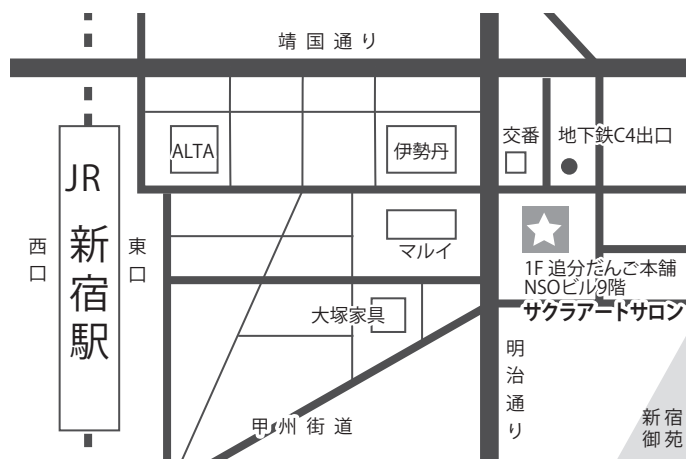 靖国通り
ALTA
伊勢丹
交番
地下鉄C4出口
JR
新宿駅
西口
東口
マルイ
1F 追分だんご本舗
NSOビル9階
サクラアートサロン
大塚家具
明治通り
甲州街道
新宿
御苑